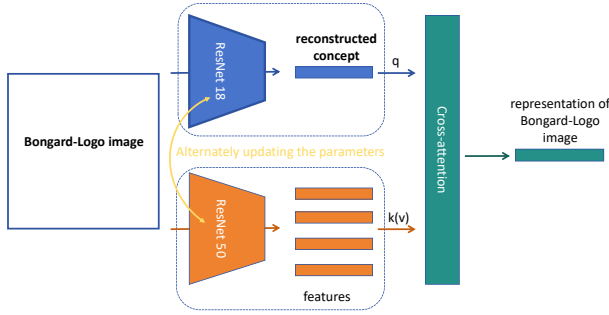 Bongard-Logo image
ResNet 18
reconstructed
concept
q
Alternately updating the parameters
ResNet 50
features
k(v)
Cross-attention
representation of
Bongard-Logo
image